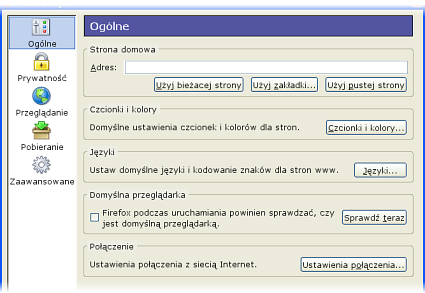 Ogólne
Prywatność
Przeglądanie
Pobieranie
Zaawansowane
Ogólne
Strona domowa
Adres:
Użyj bieżacej strony Użyj zakładki... Użyj pustej strony
Czcionki i kolory
Domyślne ustawienia czcionek i kolorów dla stron. Czcionki i kolory...
Języki
Ustaw domyślne języki i kodowanie znaków dla stron www. Języki...
Domyślna przeglądarka
Firefox podczas uruchamiania powinien sprawdzać, czy
jest domyślną przeglądarką. Sprawdź teraz
Połączenie
Ustawienia połączenia z siecią Internet. Ustawienia połączenia...